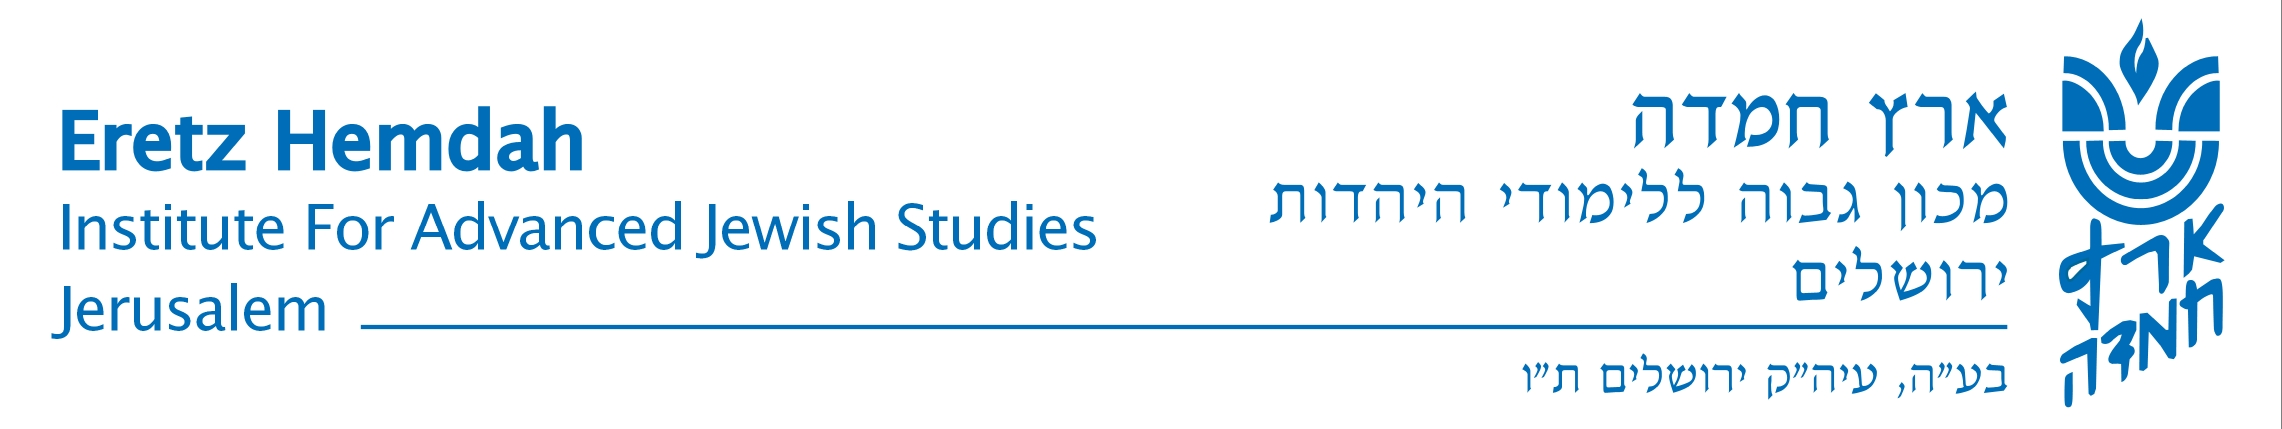 Eretz Hemdah
Institute For Advanced Jewish Studies
Jerusalem
ארץ חמדה
מכון גבוה ללימודי היהדות
ירושלים
בע"ה, עיה"ק ירושלים ת"ו
ארץ
חמדה